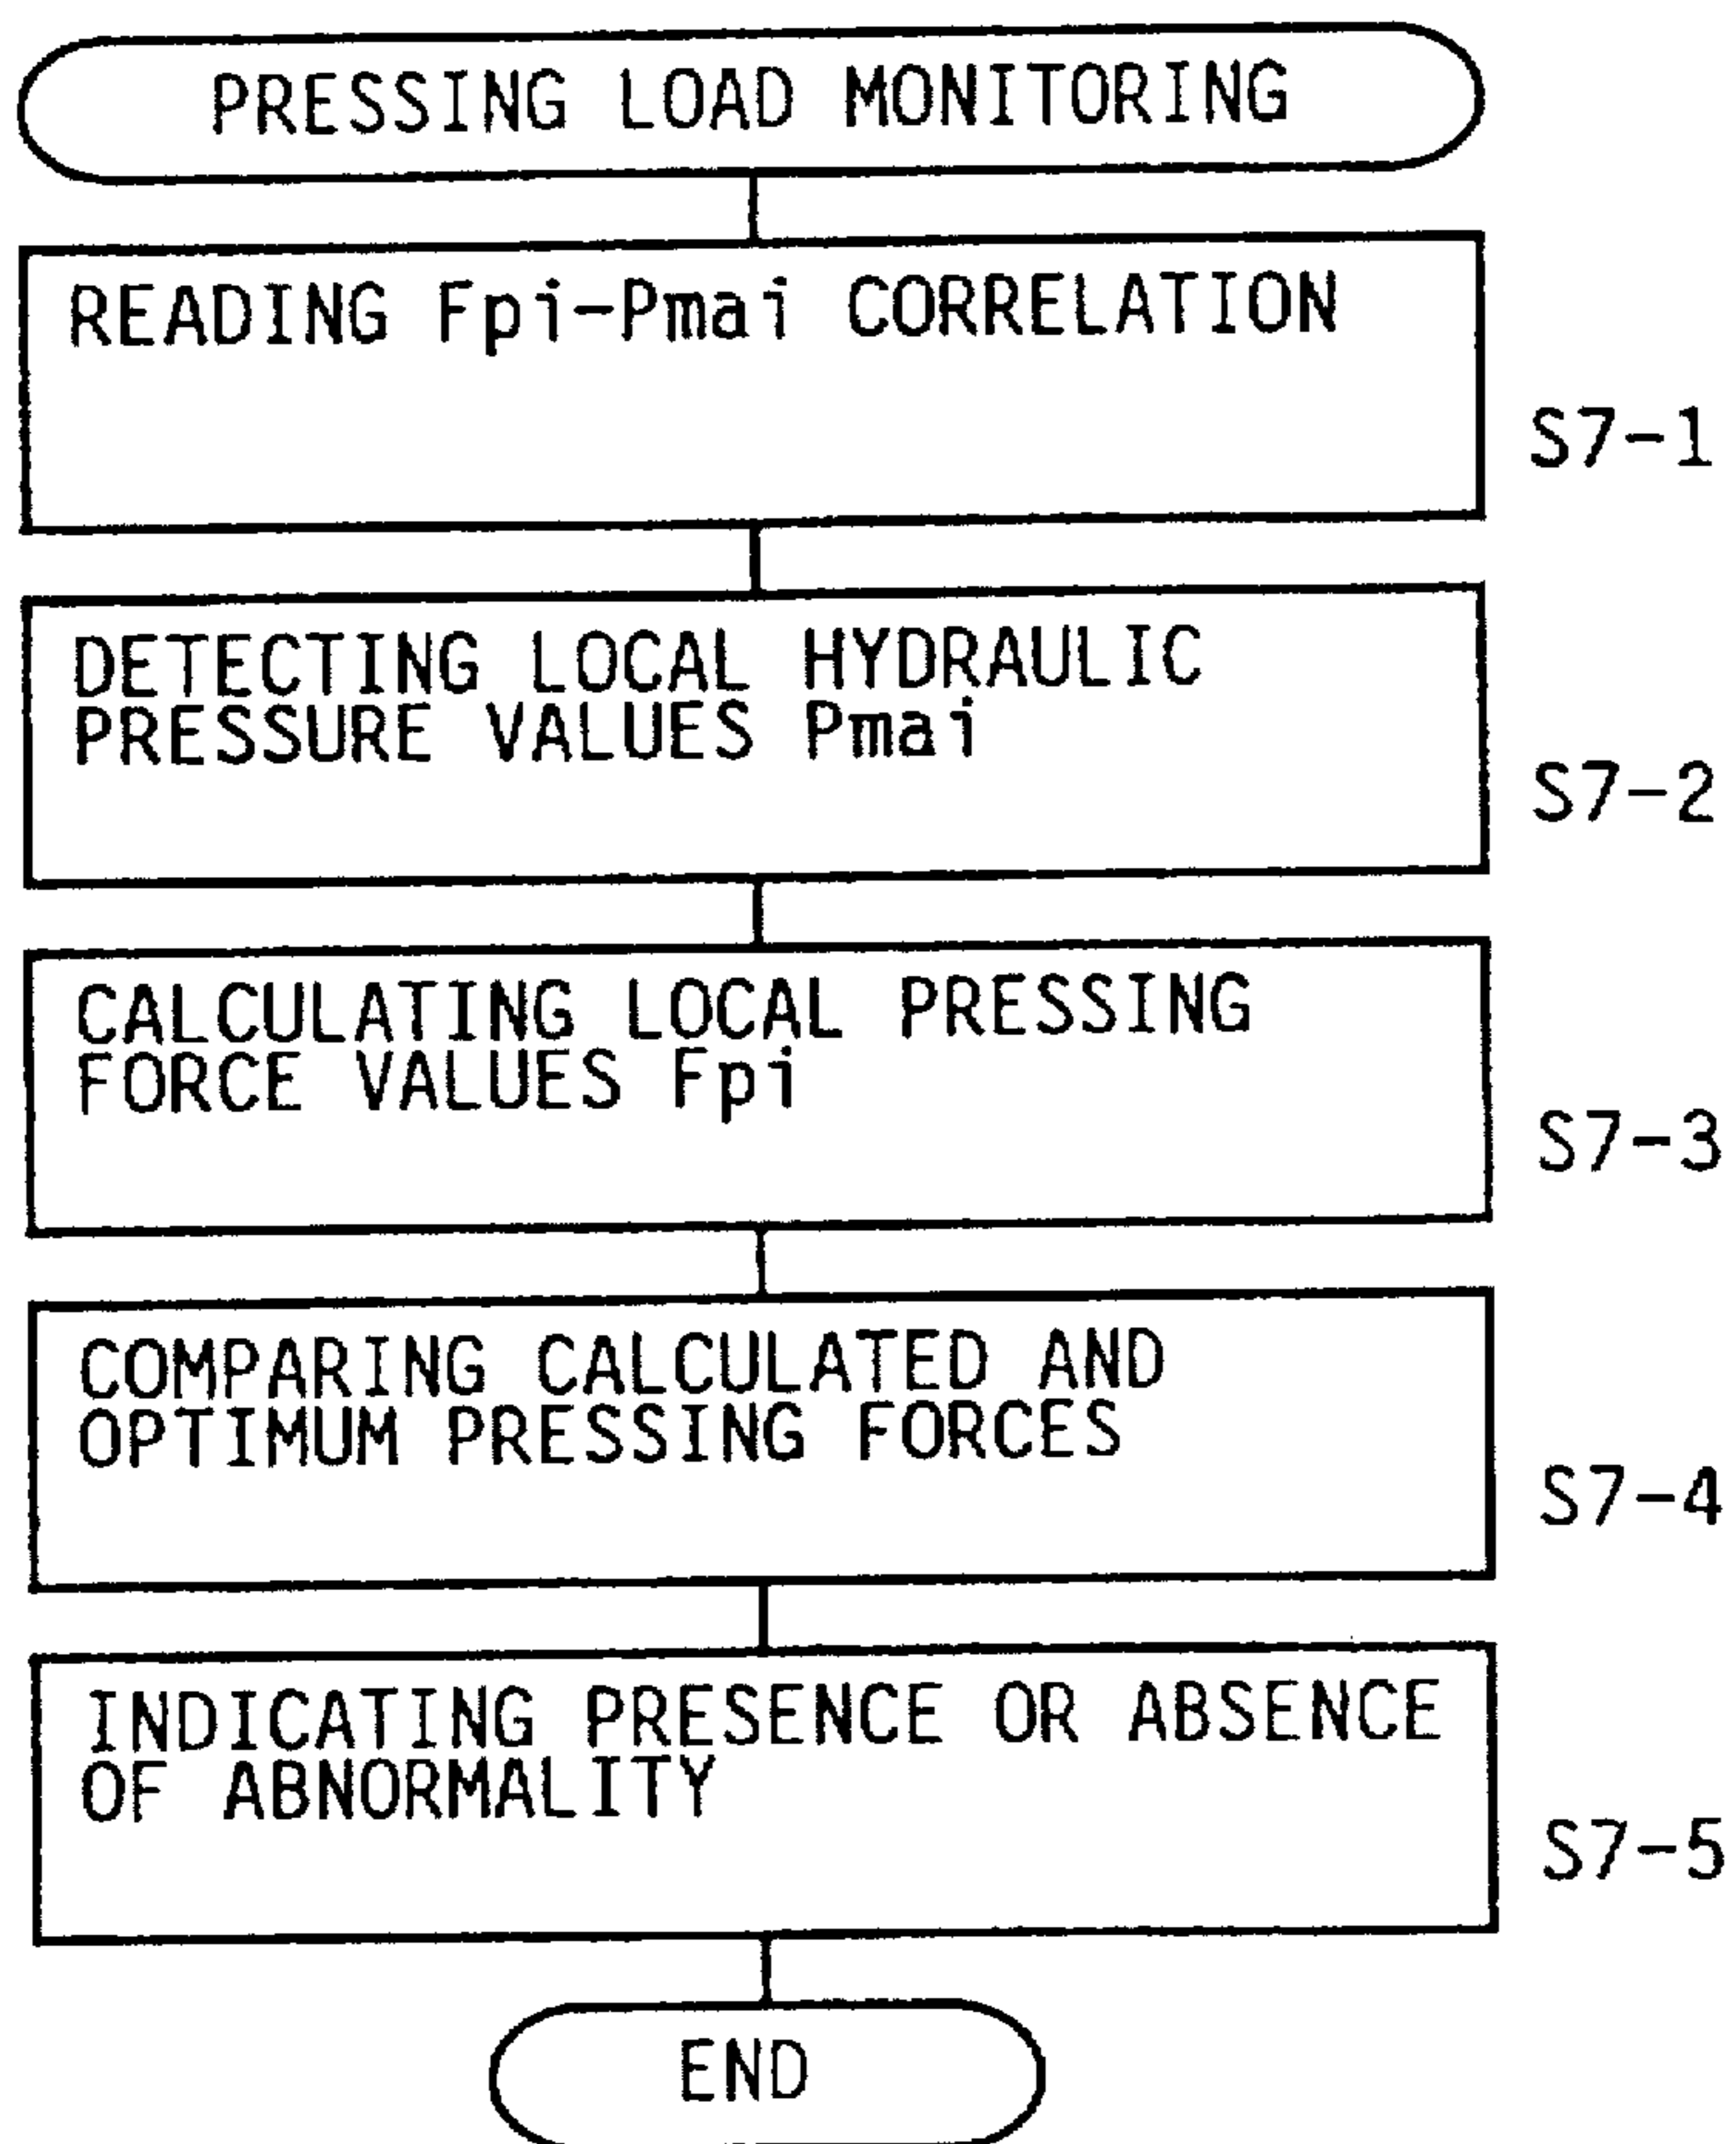 PRESSING LOAD MONITORING
READING Fpi-Pmai CORRELATION
S7-1
DETECTING LOCAL HYDRAULIC
PRESSURE VALUES Pmai
S7-2
CALCULATING LOCAL PRESSING
FORCE VALUES Fpi
S7-3
COMPARING CALCULATED AND
OPTIMUM PRESSING FORCES
S7-4
INDICATING PRESENCE OR ABSENCE
OF ABNORMALITY
S7-5
END